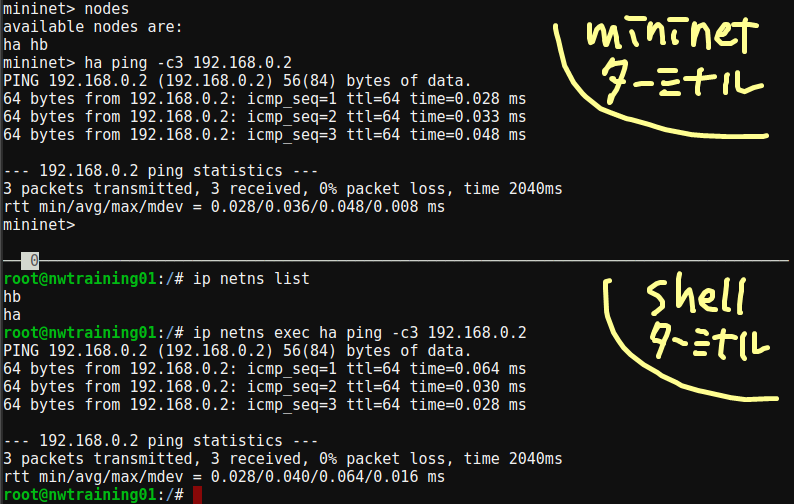 mininet> nodes
available nodes are:
ha hb
mininet> ha ping -c3 192.168.0.2
PING 192.168.0.2 (192.168.0.2) 56(84) bytes of data.
64 bytes from 192.168.0.2: icmp_seq=1 ttl=64 time=0.028 ms
64 bytes from 192.168.0.2: icmp_seq=2 ttl=64 time=0.033 ms
64 bytes from 192.168.0.2: icmp_seq=3 ttl=64 time=0.048 ms
--- 192.168.0.2 ping statistics ---
3 packets transmitted, 3 received, 0% packet loss, time 2040ms
rtt min/avg/max/mdev = 0.028/0.036/0.048/0.008 ms
mininet>
mininet
ターミナル
0
root@nwtraining01:/# ip netns list
hb
ha
root@nwtraining01:/# ip netns exec ha ping -c3 192.168.0.2
PING 192.168.0.2 (192.168.0.2) 56(84) bytes of data.
64 bytes from 192.168.0.2: icmp_seq=1 ttl=64 time=0.064 ms
64 bytes from 192.168.0.2: icmp_seq=2 ttl=64 time=0.030 ms
64 bytes from 192.168.0.2: icmp_seq=3 ttl=64 time=0.028 ms
--- 192.168.0.2 ping statistics ---
3 packets transmitted, 3 received, 0% packet loss, time 2040ms
rtt min/avg/max/mdev = 0.028/0.040/0.064/0.016 ms
root@nwtraining01:/#
shell
ターミナル